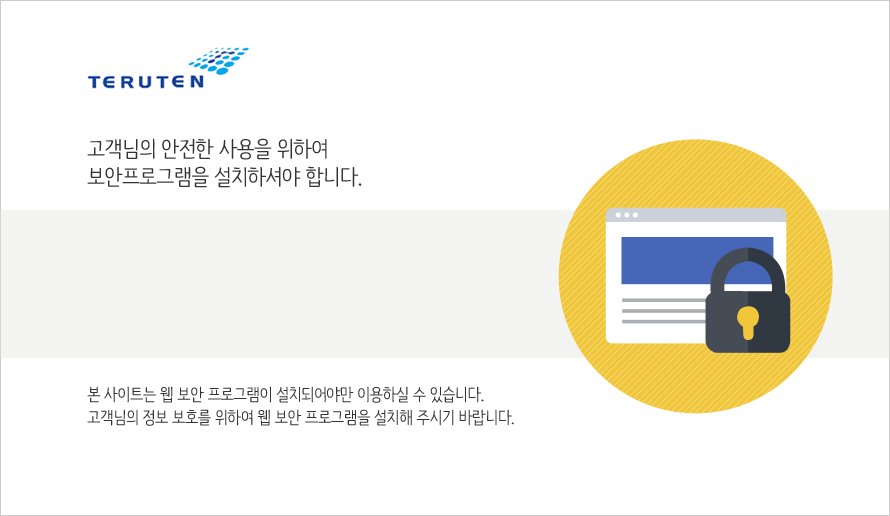 TERUTEN
고객님의 안전한 사용을 위하여
보안프로그램을 설치하셔야 합니다.
본 사이트는 웹 보안 프로그램이 설치되어야만 이용하실 수 있습니다.
고객님의 정보 보호를 위하여 웹 보안 프로그램을 설치해 주시기 바랍니다.